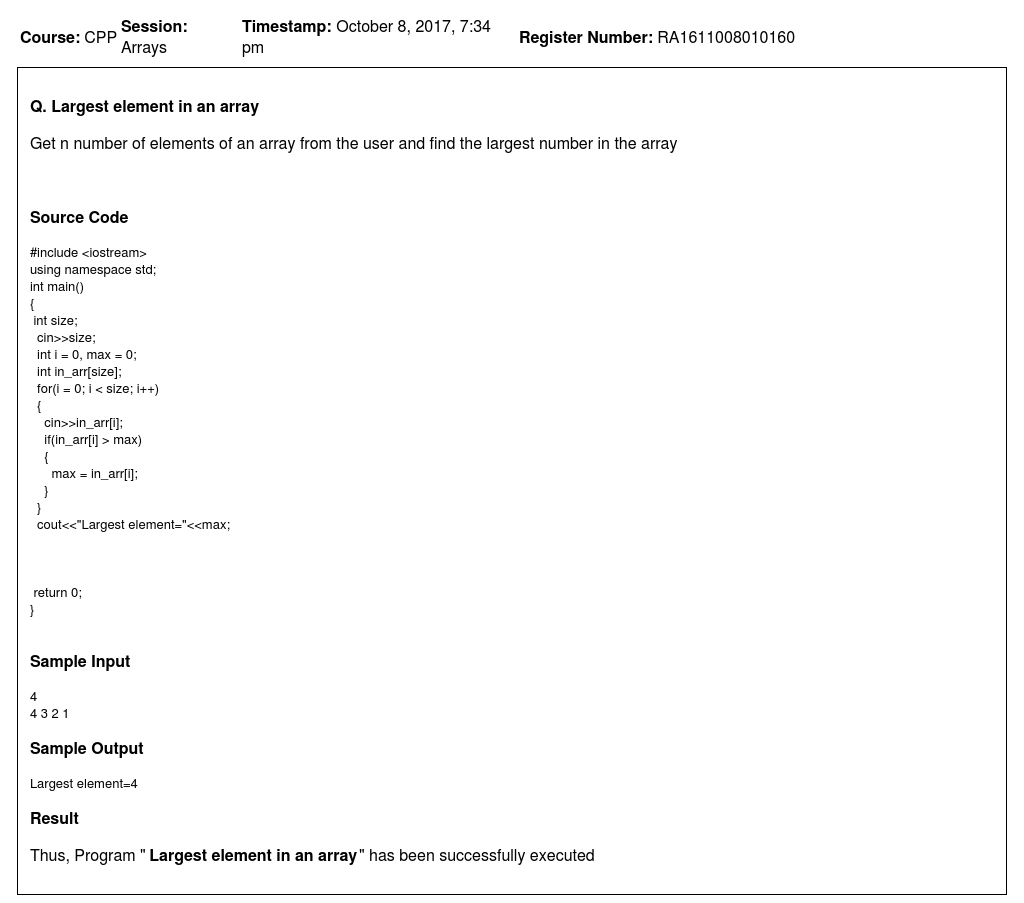 Course: CPP Session: Arrays Timestamp: October 8, 2017, 7:34 pm Register Number: RA1611008010160
Q. Largest element in an array
Get n number of elements of an array from the user and find the largest number in the array
Source Code
#include <iostream>
using namespace std;
int main()
{
 int size;
  cin>>size;
  int i = 0, max = 0;
  int in_arr[size];
  for(i = 0; i < size; i++)
  {
    cin>>in_arr[i];
    if(in_arr[i] > max)
    {
      max = in_arr[i];
    }
  }
  cout<<"Largest element="<<max;
 return 0;
}
Sample Input
4
4 3 2 1
Sample Output
Largest element=4
Result
Thus, Program " Largest element in an array" has been successfully executed